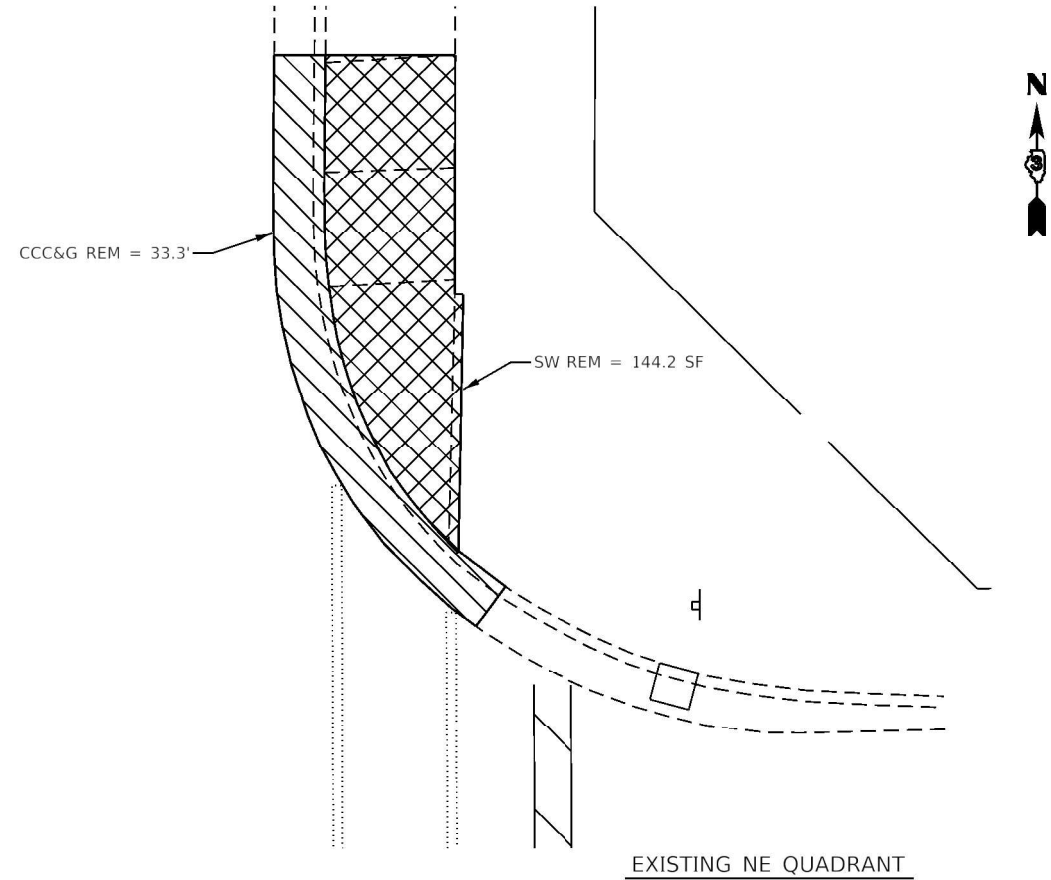 N
CCC&G REM = 33.3'
SW REM = 144.2 SF
EXISTING NE QUADRANT